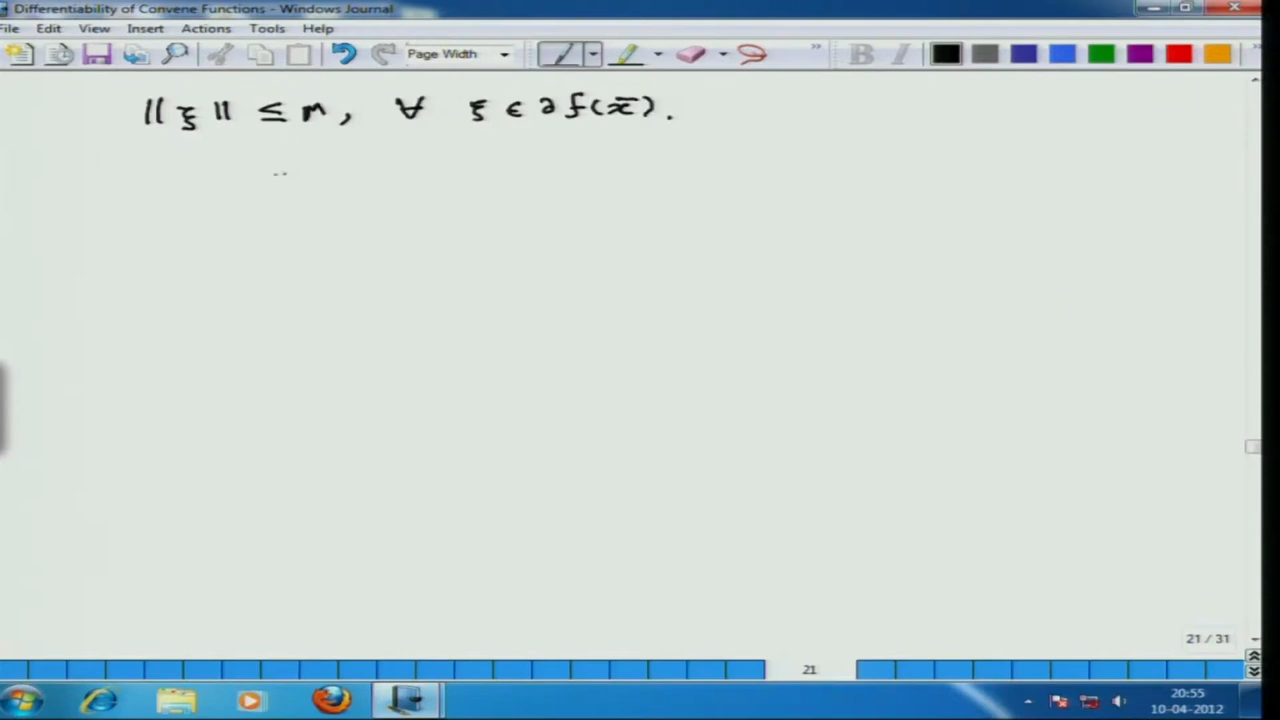 Differentiability of Convene Functions - Windows Journal
File Edit View Insert Actions Tools Help
Page Width
B I
‖ξ‖ ≤ M, ∀ ξ ∈ ∂f(x̄).
21 / 31
21
20:55
10-04-2012